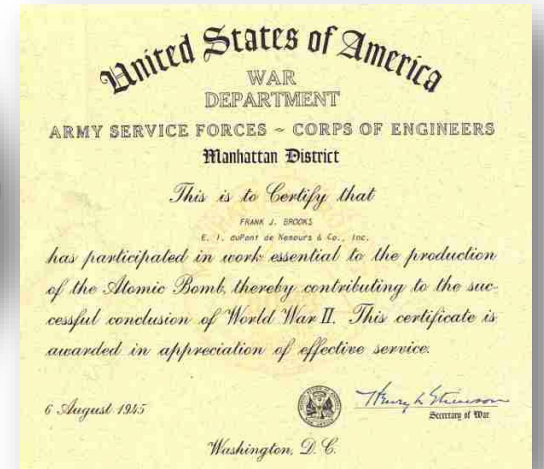 United States of America
WAR
DEPARTMENT
ARMY SERVICE FORCES ~ CORPS OF ENGINEERS
Manhattan District
This is to Certify that
FRANK J. BROOKS
E. I. duPont de Nemours & Co., Inc.
has participated in work essential to the production
of the Atomic Bomb, thereby contributing to the suc-
cessful conclusion of World War II. This certificate is
awarded in appreciation of effective service.
6 August 1945
Henry L Stimson
Secretary of War
Washington, D. C.